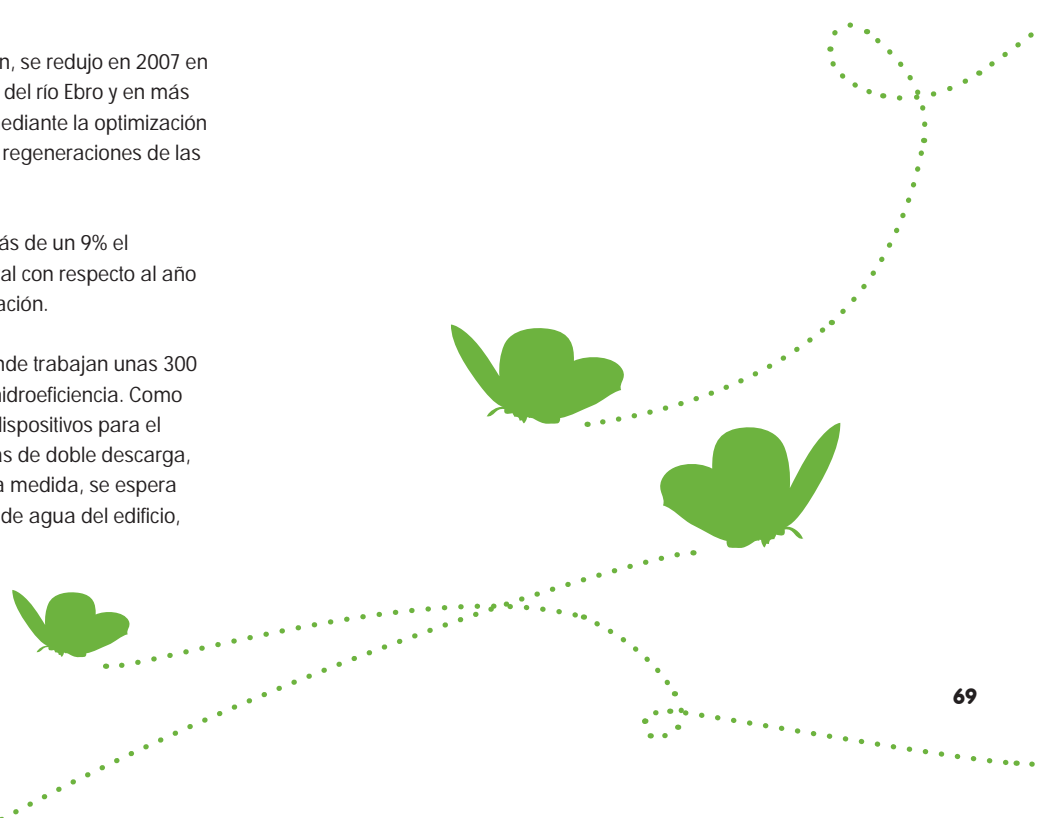 n, se redujo en 2007 en
del río Ebro y en más
ediante la optimización
regeneraciones de las
ás de un 9% el
al con respecto al año
ación.
nde trabajan unas 300
hidroeficiencia. Como
dispositivos para el
as de doble descarga,
a medida, se espera
de agua del edificio,
69